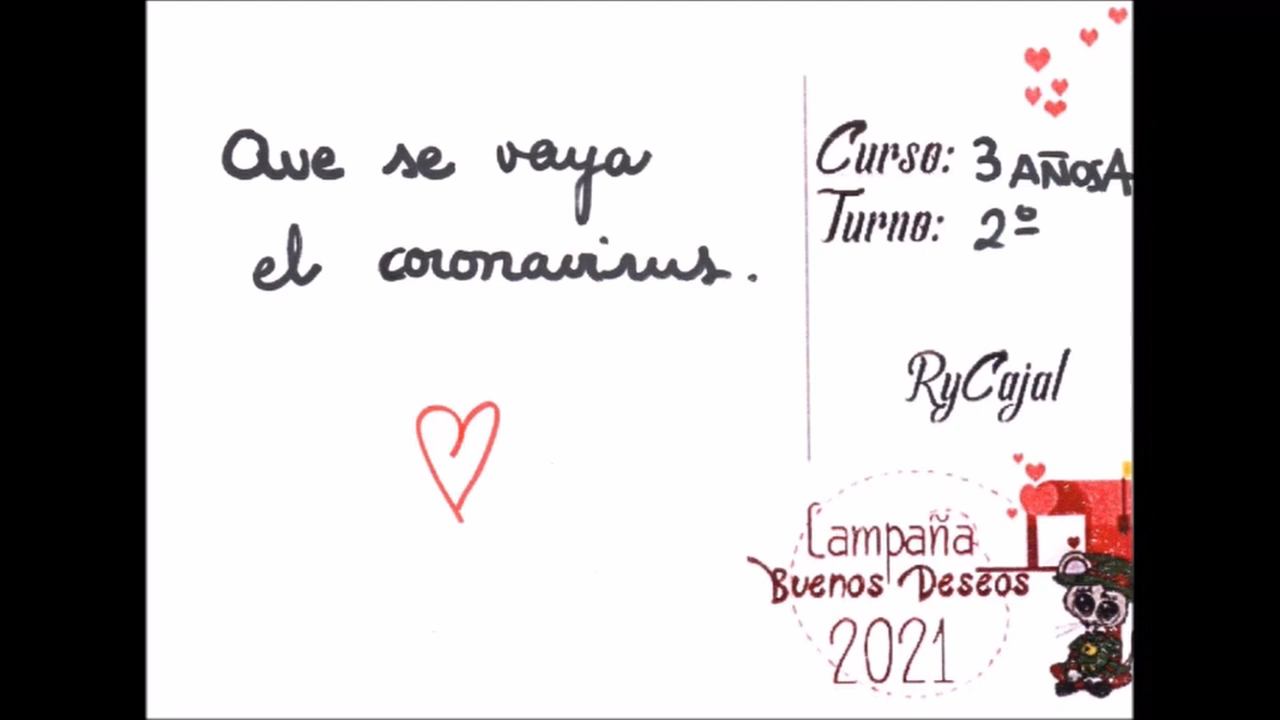 Que se vaya
el coronavirus.
Curso: 3 AÑOS A
Turno: 2º
RyCajal
Campaña
Buenos Deseos
2021